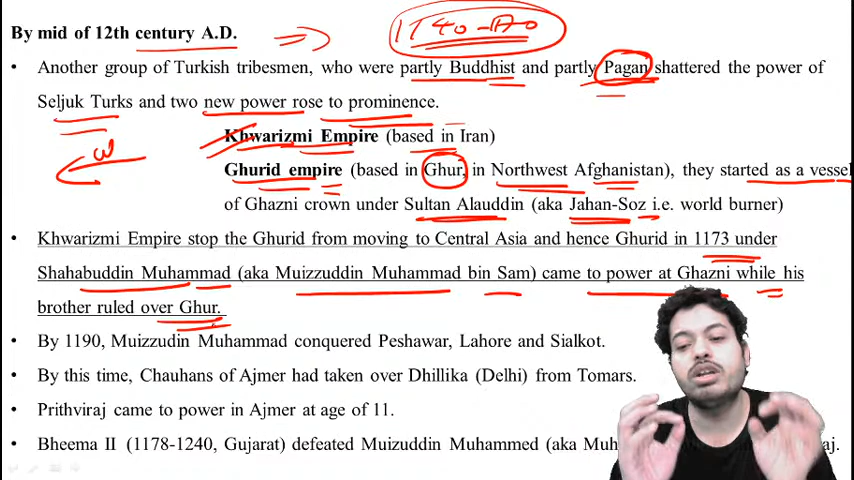 By mid of 12th century A.D.
1140-1170
• Another group of Turkish tribesmen, who were partly Buddhist and partly Pagan shattered the power of
Seljuk Turks and two new power rose to prominence.
Khwarizmi Empire (based in Iran)
Ghurid empire (based in Ghur, in Northwest Afghanistan), they started as a vessel
of Ghazni crown under Sultan Alauddin (aka Jahan-Soz i.e. world burner)
• Khwarizmi Empire stop the Ghurid from moving to Central Asia and hence Ghurid in 1173 under
Shahabuddin Muhammad (aka Muizzuddin Muhammad bin Sam) came to power at Ghazni while his
brother ruled over Ghur.
• By 1190, Muizzudin Muhammad conquered Peshawar, Lahore and Sialkot.
• By this time, Chauhans of Ajmer had taken over Dhillika (Delhi) from Tomars.
• Prithviraj came to power in Ajmer at age of 11.
• Bheema II (1178-1240, Gujarat) defeated Muizuddin Muhammed (aka